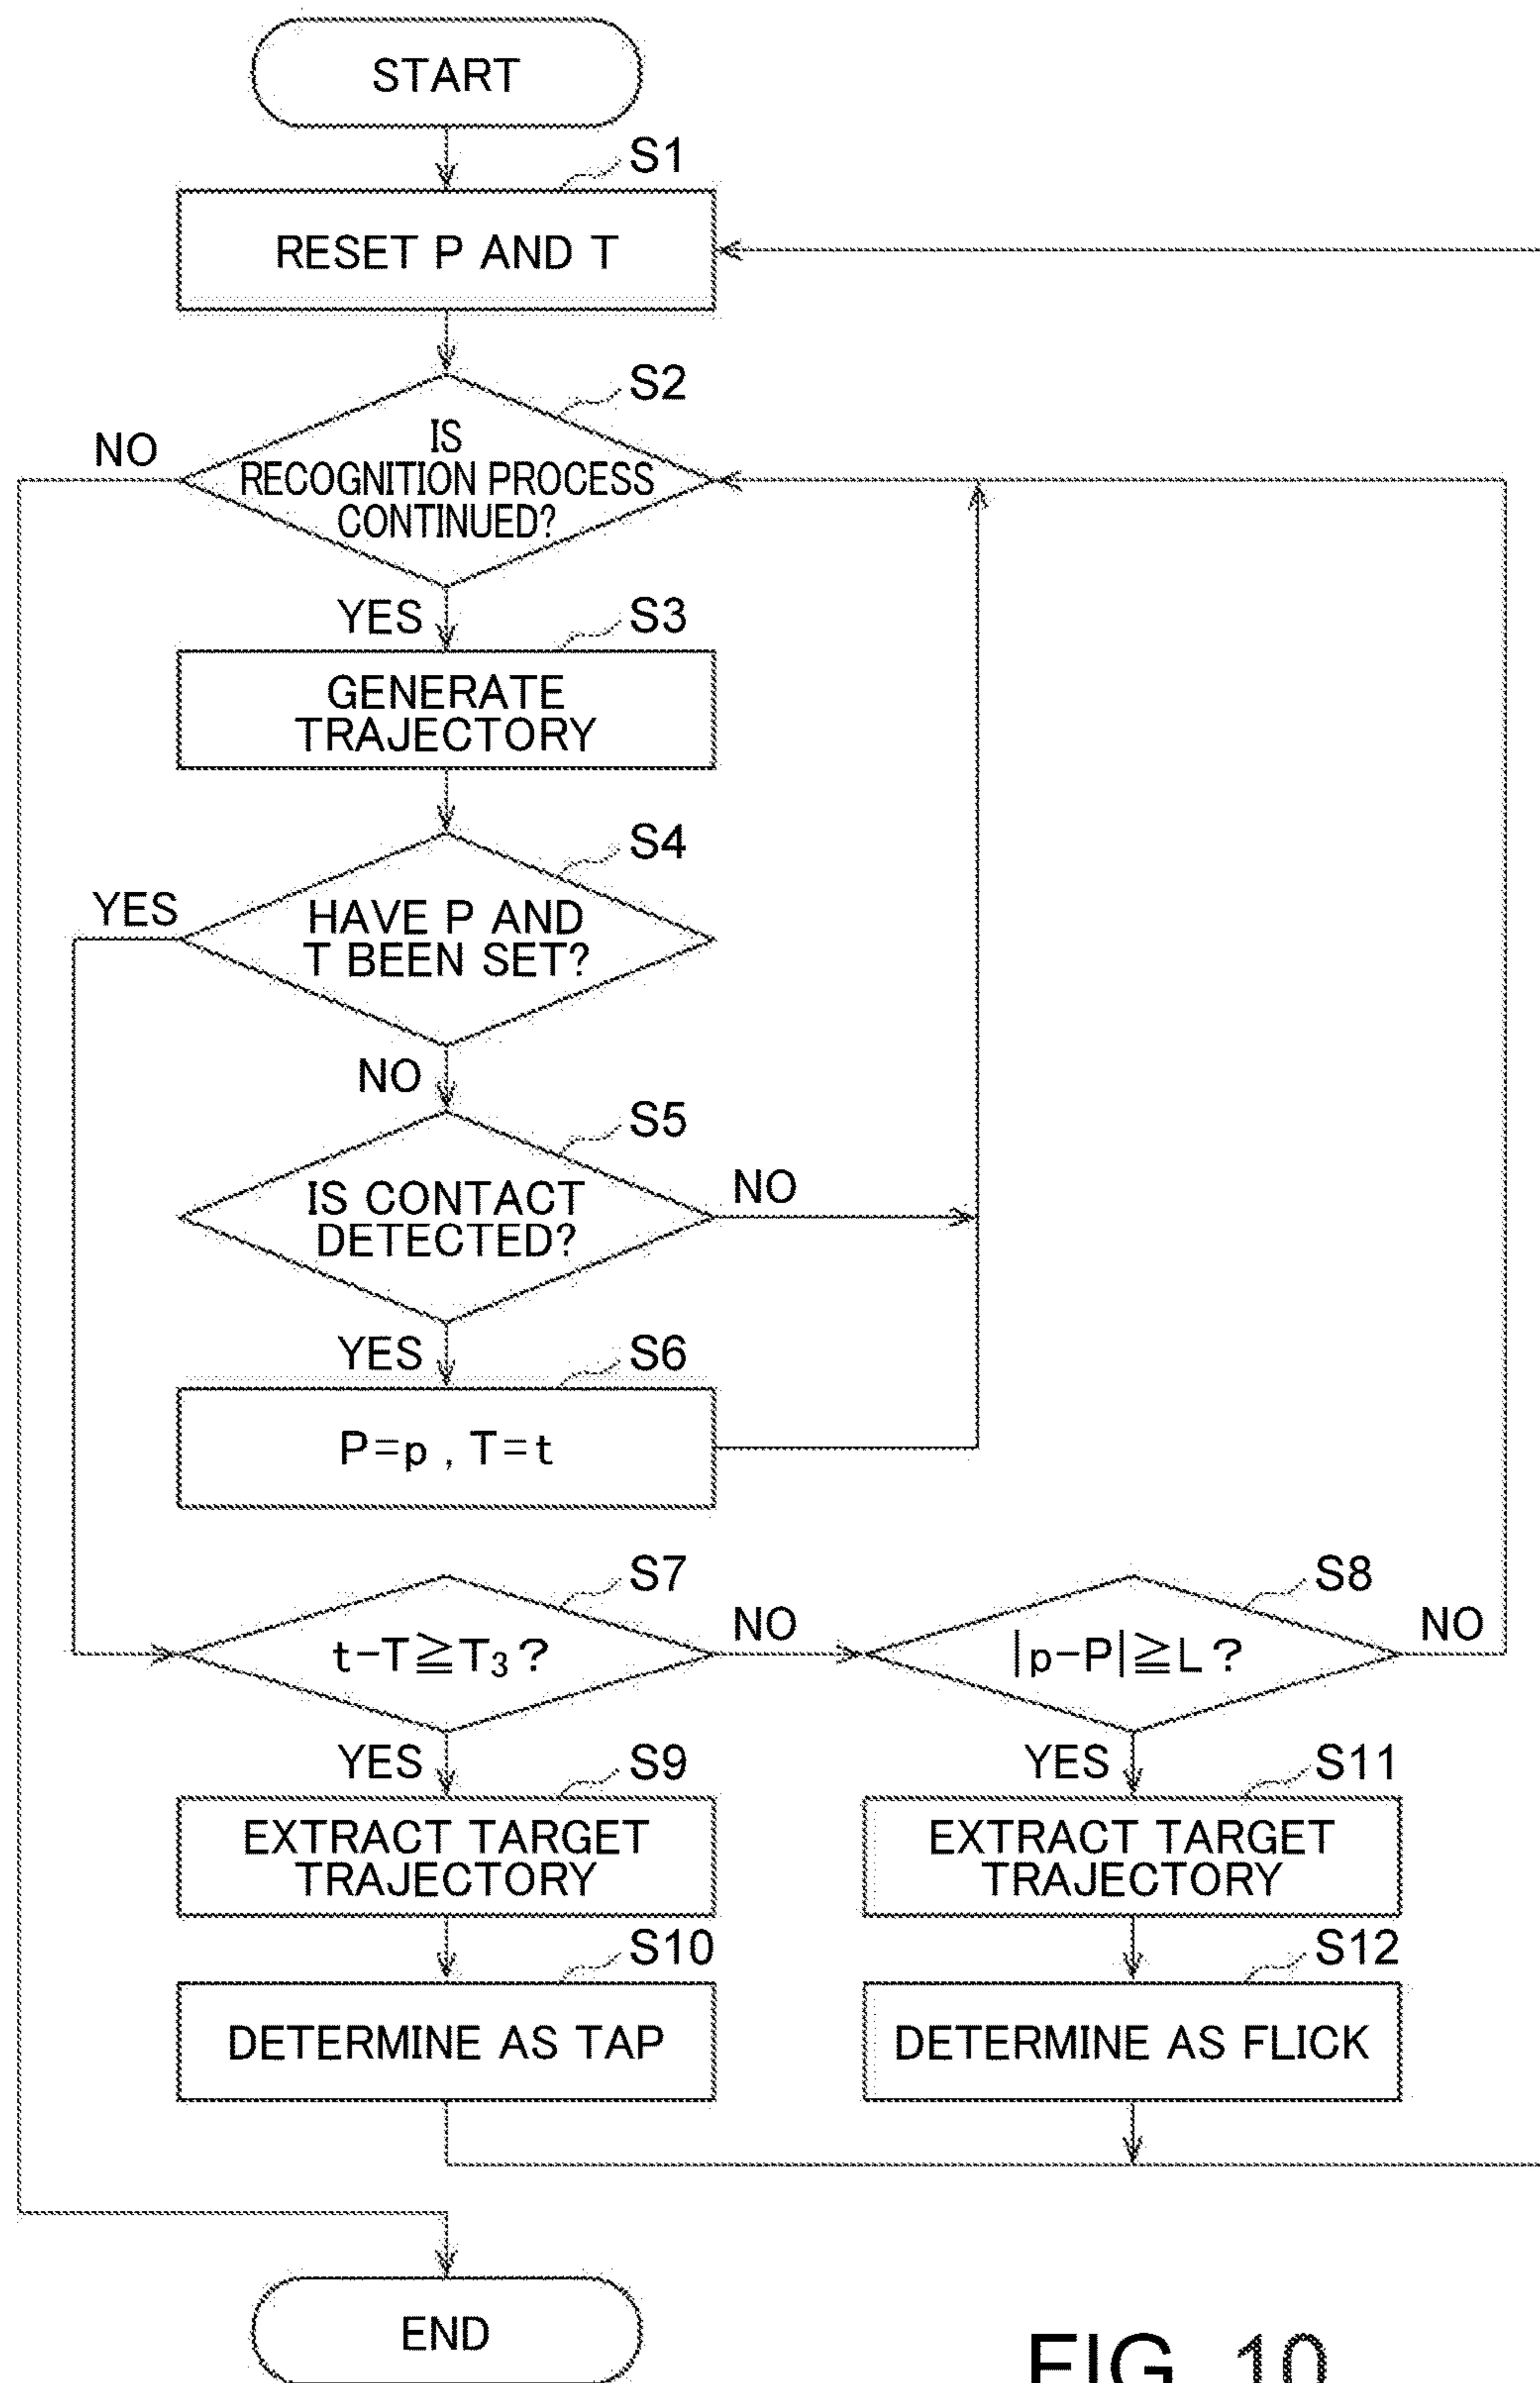 START
S1
RESET P AND T
S2
NO
IS
RECOGNITION PROCESS
CONTINUED?
YES
S3
GENERATE
TRAJECTORY
S4
YES
HAVE P AND
T BEEN SET?
NO
S5
IS CONTACT
DETECTED?
NO
YES
S6
P=p , T=t
S7
t-T≧T₃?
NO
S8
|p-P|≧L?
NO
YES
S9
EXTRACT TARGET
TRAJECTORY
S10
DETERMINE AS TAP
YES
S11
EXTRACT TARGET
TRAJECTORY
S12
DETERMINE AS FLICK
END
FIG. 10